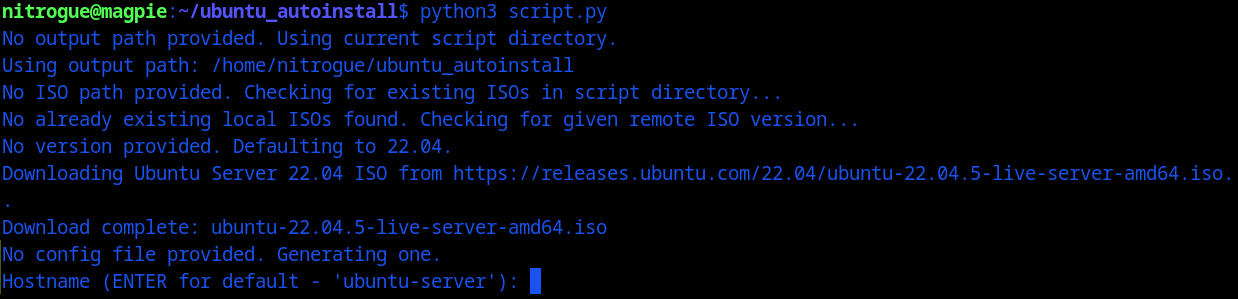 nitrogue@magpie:~/ubuntu_autoinstall$ python3 script.py
No output path provided. Using current script directory.
Using output path: /home/nitrogue/ubuntu_autoinstall
No ISO path provided. Checking for existing ISOs in script directory...
No already existing local ISOs found. Checking for given remote ISO version...
No version provided. Defaulting to 22.04.
Downloading Ubuntu Server 22.04 ISO from https://releases.ubuntu.com/22.04/ubuntu-22.04.5-live-server-amd64.iso.
.
Download complete: ubuntu-22.04.5-live-server-amd64.iso
No config file provided. Generating one.
Hostname (ENTER for default - 'ubuntu-server'):